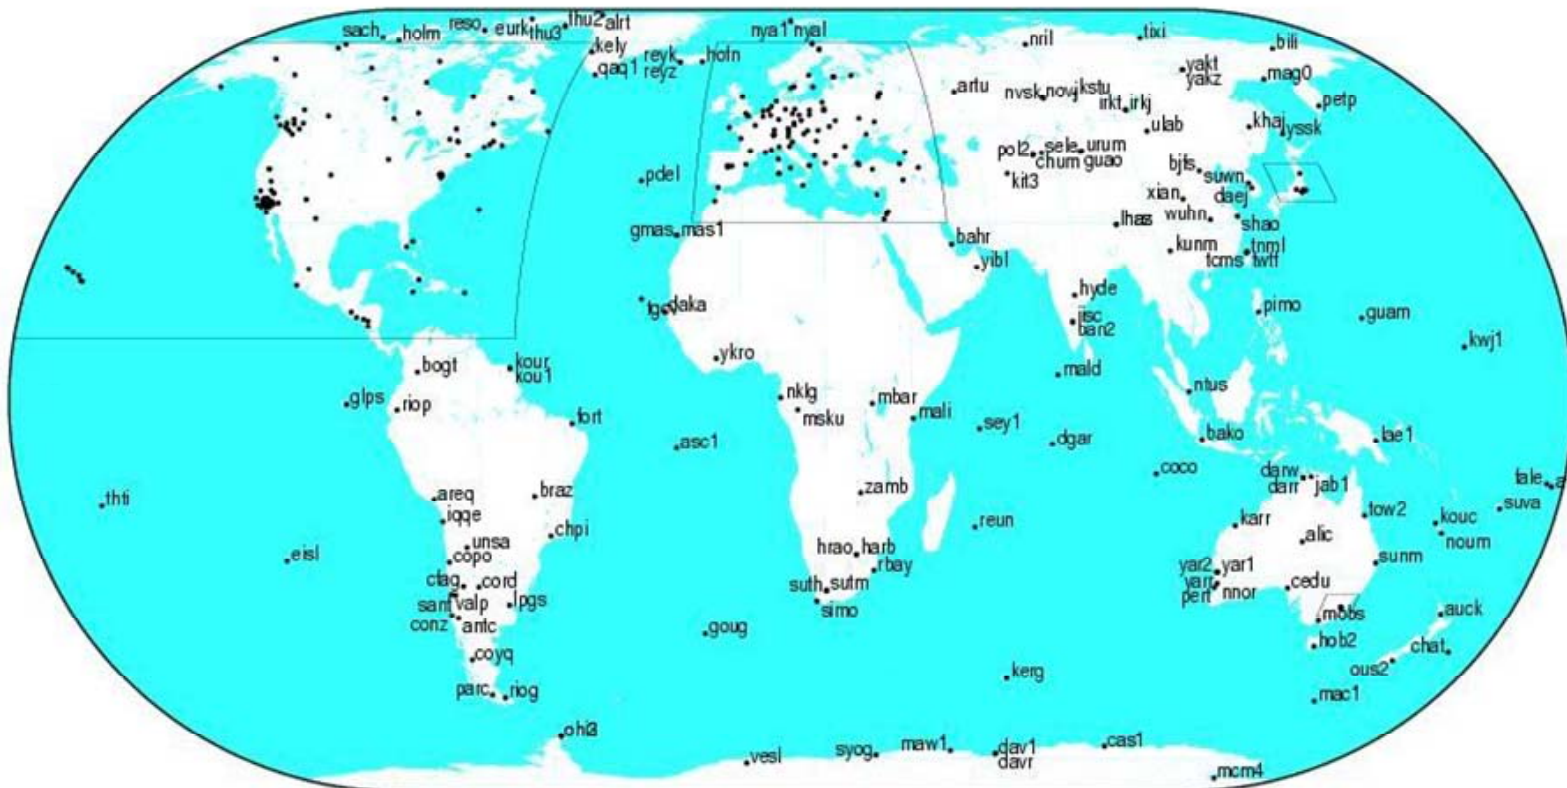 sach
holm
reso
eurk
thu2
thu3
alrt
kely
qaq1
reyk
reyz
hofn
nya1
nyal
nril
tixi
bili
yakt
yakz
mag0
petp
artu
nvsk
novj
kstu
irkt
irkj
ulab
khaj
yssk
pol2
sele
chum
urum
guao
kit3
bjfs
suwn
daej
xian
wuhn
shao
pdel
gmas
mas1
bahr
yibl
lhas
kunm
tnml
tcms
twtf
daka
hyde
iisc
ban2
pimo
guam
kwj1
ykro
mald
bogt
kour
kou1
glps
riop
fort
nklg
msku
mbar
mali
sey1
dgar
ntus
bako
lae1
asc1
coco
darw
darr
jab1
fale
a
thti
areq
braz
zamb
reun
iqqe
chpi
karr
alic
tow2
suva
kouc
noum
eisl
unsa
copo
hrao
harb
rbay
yar2
yar1
sunm
cfag
cord
suth
sutm
simo
yarr
nnor
cedu
sant
valp
lpgs
conz
antc
goug
mobs
auck
hob2
chat
ous2
coyq
kerg
parc
riog
mac1
ohi3
vesl
syog
maw1
dav1
davr
cas1
mcm4